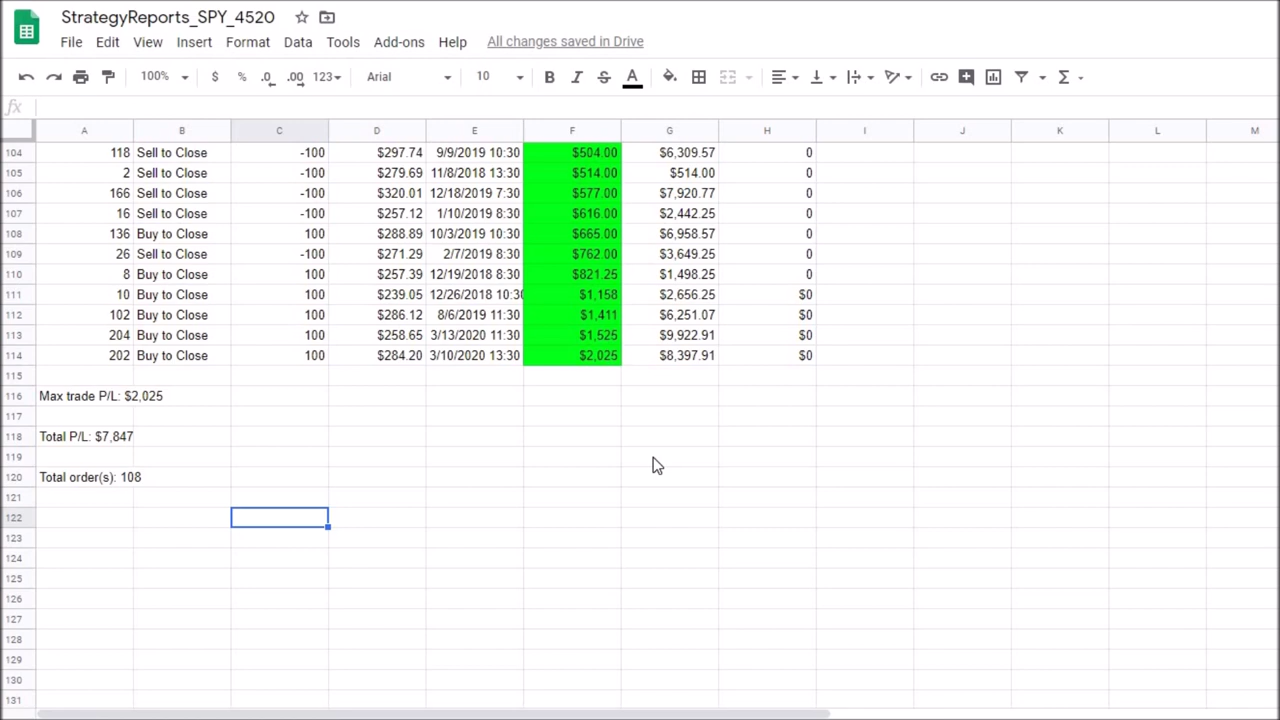 StrategyReports_SPY_4520
File Edit View Insert Format Data Tools Add-ons Help All changes saved in Drive
100% $ % .0 .00 123 Arial 10 B I S A Σ
fx
A B C D E F G H I J K L M
104 118 Sell to Close -100 $297.74 9/9/2019 10:30 $504.00 $6,309.57 0
105 2 Sell to Close -100 $279.69 11/8/2018 13:30 $514.00 $514.00 0
106 166 Sell to Close -100 $320.01 12/18/2019 7:30 $577.00 $7,920.77 0
107 16 Sell to Close -100 $257.12 1/10/2019 8:30 $616.00 $2,442.25 0
108 136 Buy to Close 100 $288.89 10/3/2019 10:30 $665.00 $6,958.57 0
109 26 Sell to Close -100 $271.29 2/7/2019 8:30 $762.00 $3,649.25 0
110 8 Buy to Close 100 $257.39 12/19/2018 8:30 $821.25 $1,498.25 0
111 10 Buy to Close 100 $239.05 12/26/2018 10:30 $1,158 $2,656.25 $0
112 102 Buy to Close 100 $286.12 8/6/2019 11:30 $1,411 $6,251.07 $0
113 204 Buy to Close 100 $258.65 3/13/2020 11:30 $1,525 $9,922.91 $0
114 202 Buy to Close 100 $284.20 3/10/2020 13:30 $2,025 $8,397.91 $0
115
116 Max trade P/L: $2,025
117
118 Total P/L: $7,847
119
120 Total order(s): 108
121
122
123
124
125
126
127
128
129
130
131